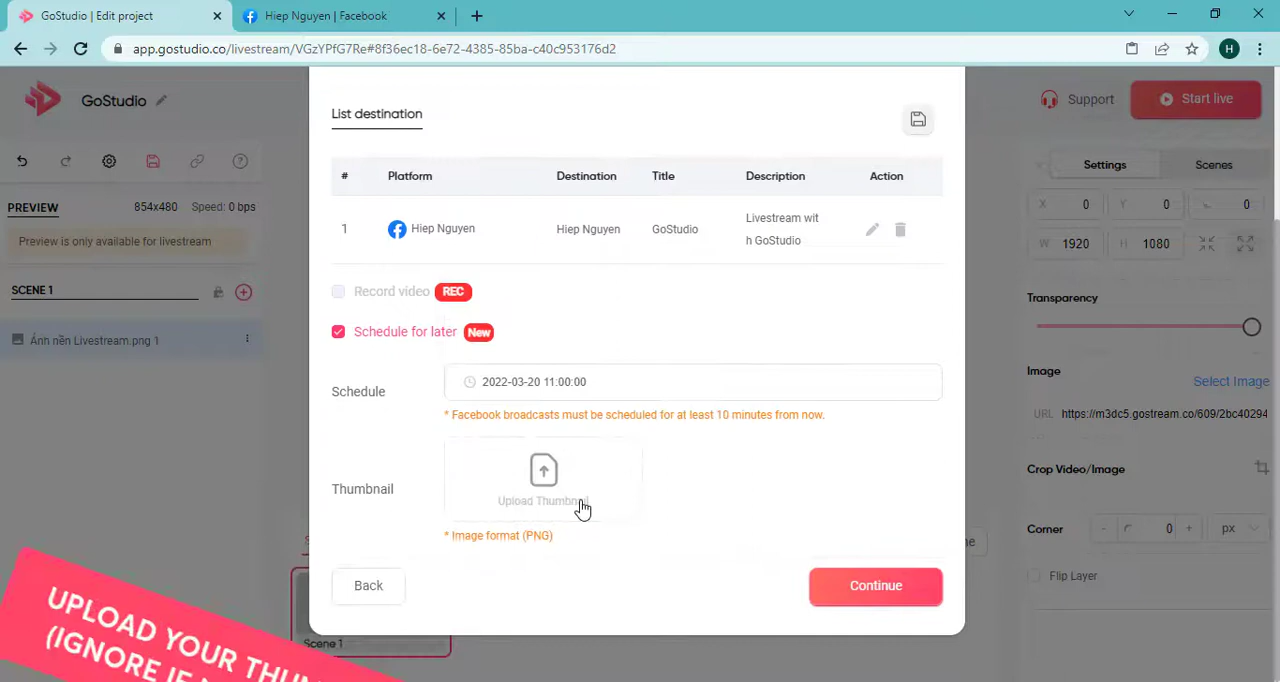 GoStudio | Edit project
Hiep Nguyen | Facebook
app.gostudio.co/livestream/VGzYPfG7Re#8f36ec18-6e72-4385-85ba-c40c953176d2
H
GoStudio
Support
Start live
PREVIEW
854x480
Speed: 0 bps
Preview is only available for livestream
SCENE 1
Ảnh nền Livestream.png 1
List destination
#
Platform
Destination
Title
Description
Action
1
Hiep Nguyen
Hiep Nguyen
GoStudio
Livestream wit
h GoStudio
Record video
REC
Schedule for later
New
Schedule
2022-03-20 11:00:00
* Facebook broadcasts must be scheduled for at least 10 minutes from now.
Thumbnail
Upload Thumbnail
* Image format (PNG)
Back
Continue
Scene 1
Settings
Scenes
X
0
Y
0
0
W
1920
H
1080
Transparency
Image
Select Image
URL
https://m3dc5.gostream.co/609/2bc40294
Crop Video/Image
Corner
-
0
+
px
Flip Layer
UPLOAD YOUR THUM
(IGNORE IF